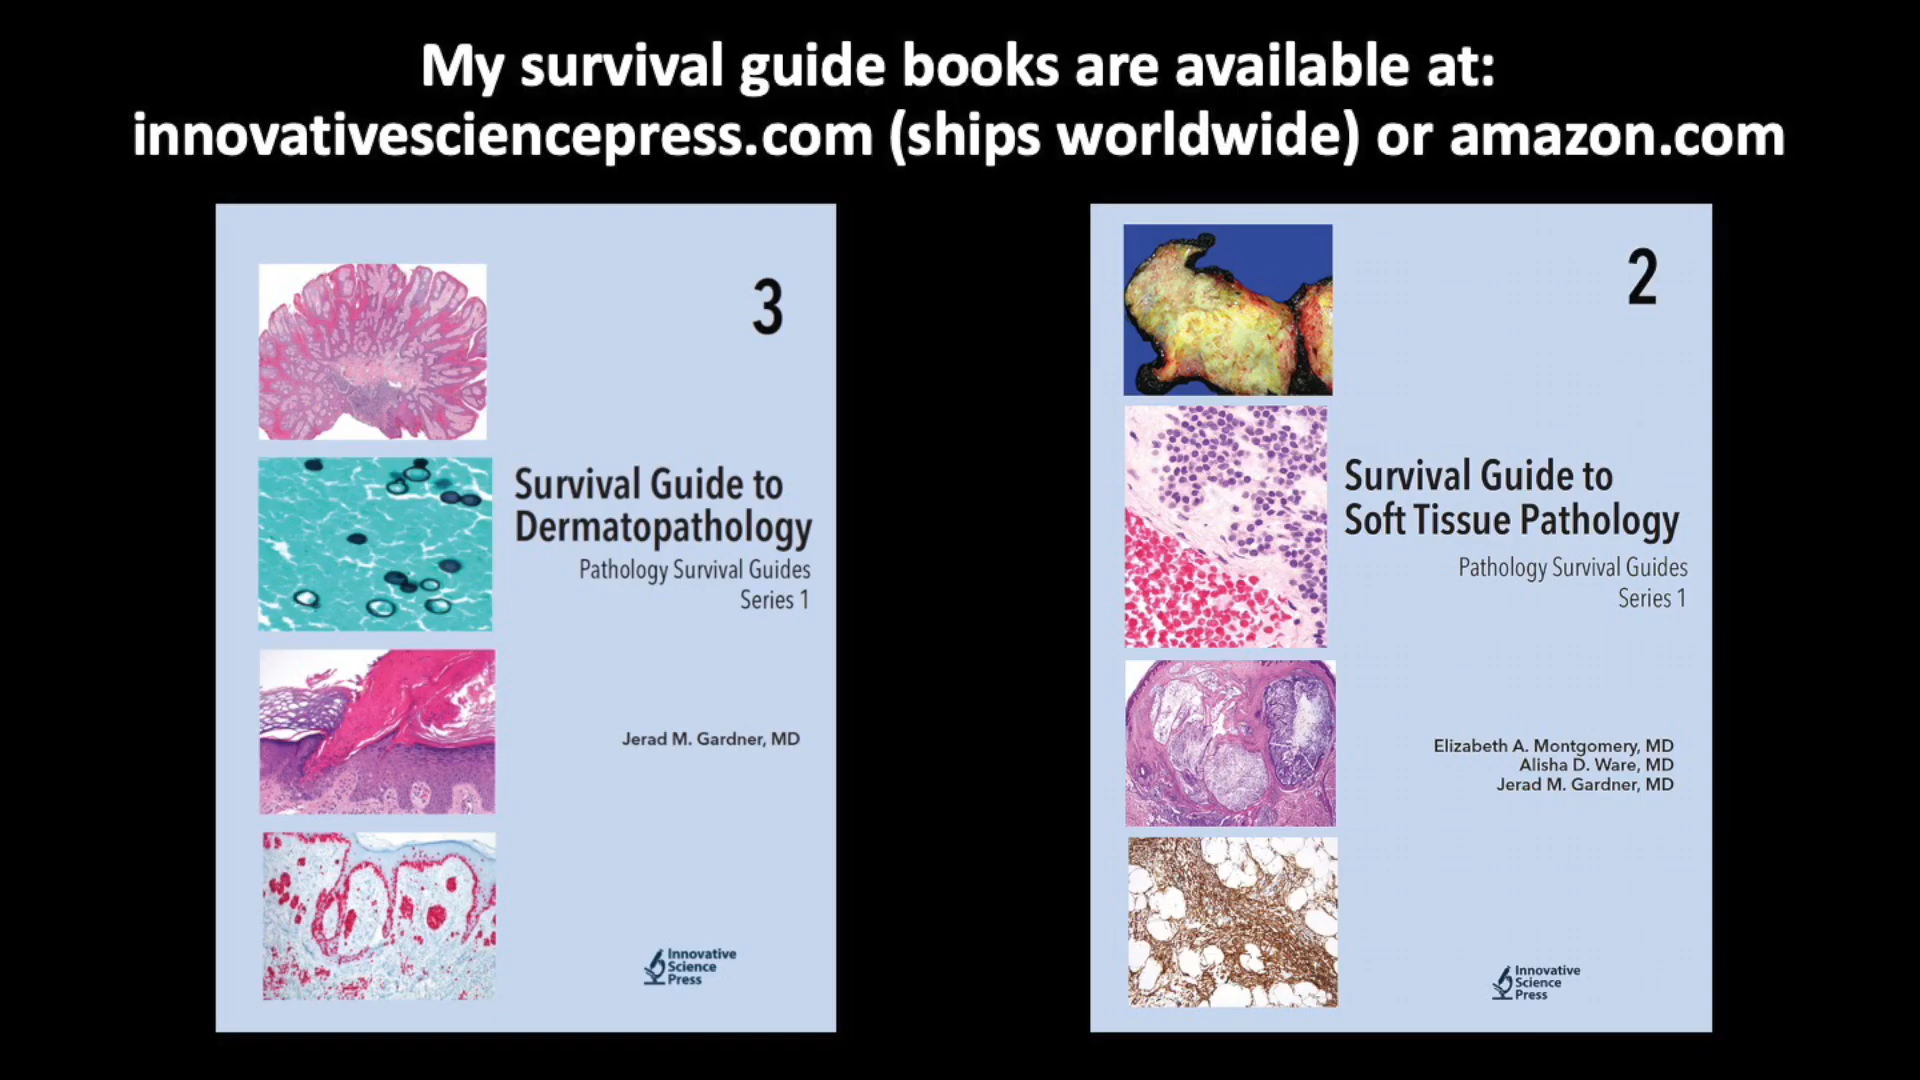 My survival guide books are available at:
innovativesciencepress.com (ships worldwide) or amazon.com
3
Survival Guide to
Dermatopathology
Pathology Survival Guides
Series 1
Jerad M. Gardner, MD
Innovative
Science
Press
2
Survival Guide to
Soft Tissue Pathology
Pathology Survival Guides
Series 1
Elizabeth A. Montgomery, MD
Alisha D. Ware, MD
Jerad M. Gardner, MD
Innovative
Science
Press